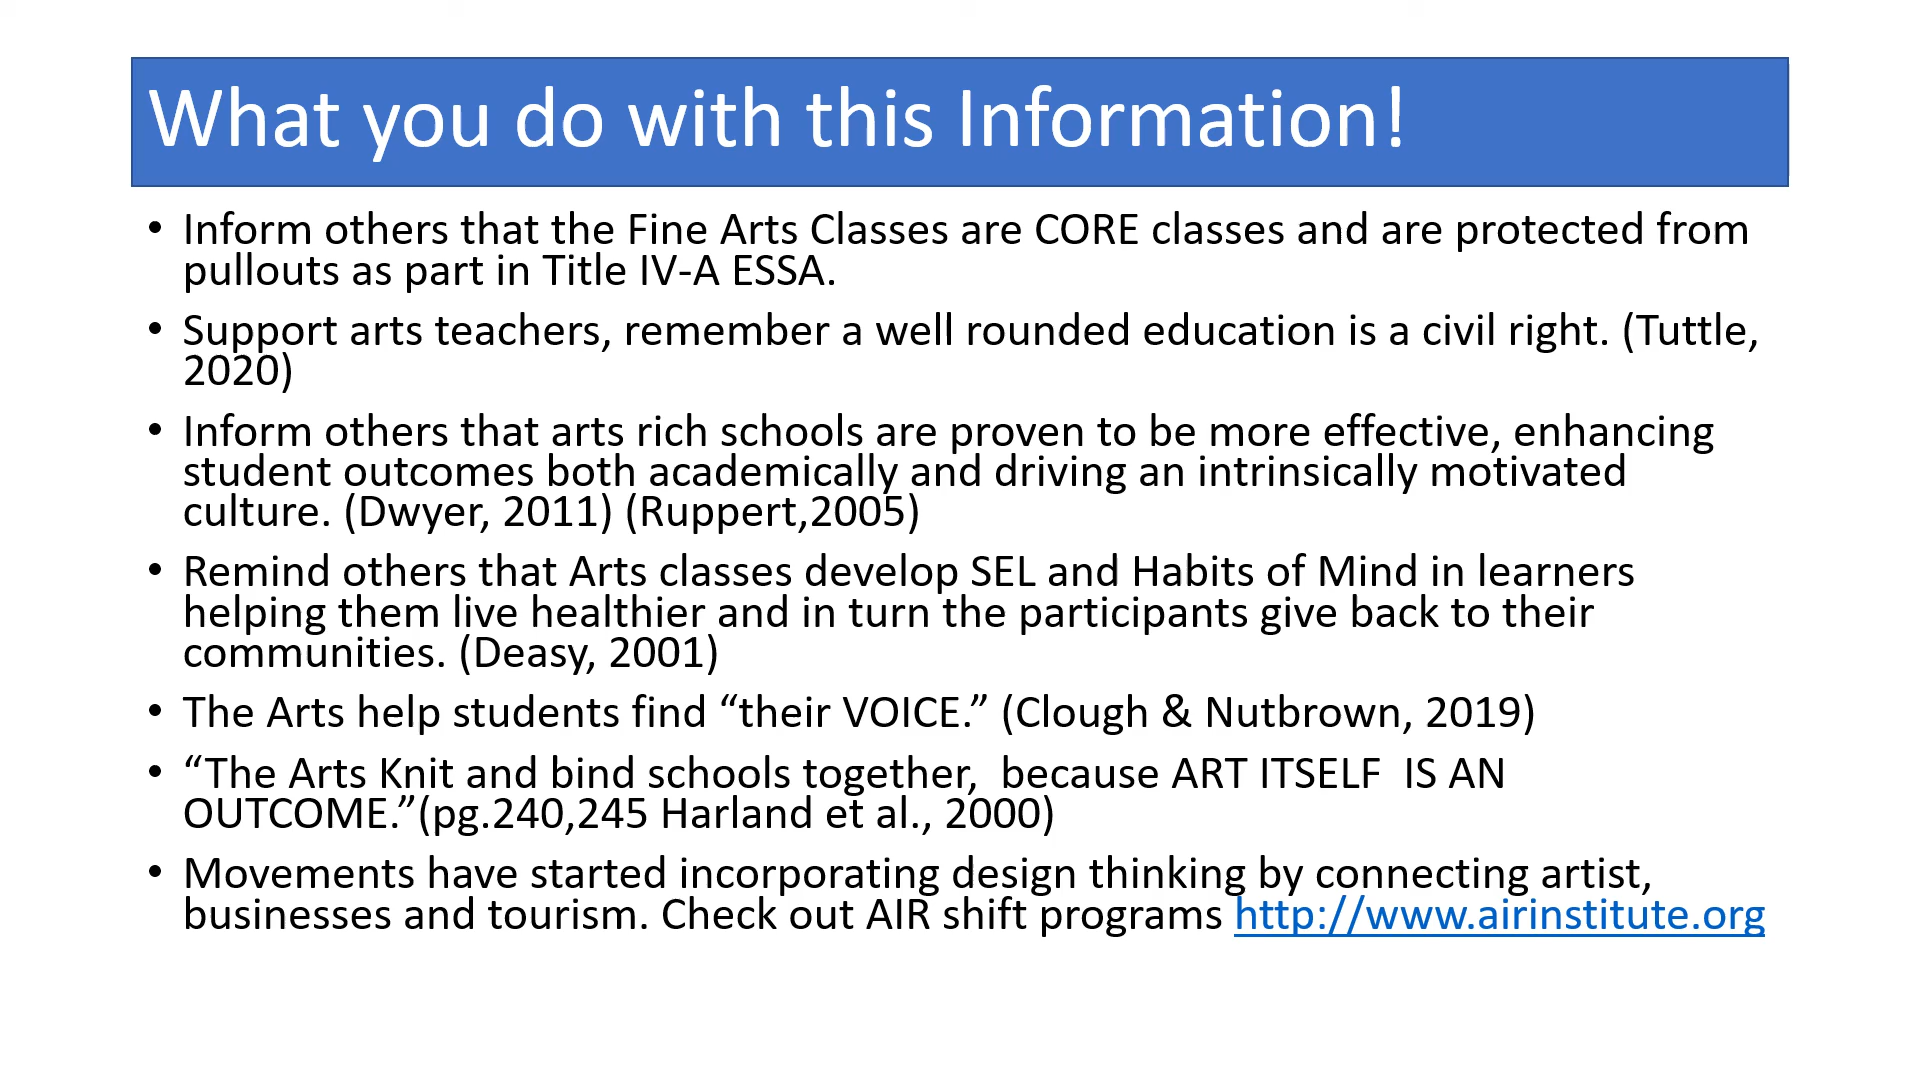 What you do with this Information!
• Inform others that the Fine Arts Classes are CORE classes and are protected from
pullouts as part in Title IV-A ESSA.
• Support arts teachers, remember a well rounded education is a civil right. (Tuttle,
2020)
• Inform others that arts rich schools are proven to be more effective, enhancing
student outcomes both academically and driving an intrinsically motivated
culture. (Dwyer, 2011) (Ruppert,2005)
• Remind others that Arts classes develop SEL and Habits of Mind in learners
helping them live healthier and in turn the participants give back to their
communities. (Deasy, 2001)
• The Arts help students find “their VOICE.” (Clough & Nutbrown, 2019)
• “The Arts Knit and bind schools together,  because ART ITSELF  IS AN
OUTCOME.”(pg.240,245 Harland et al., 2000)
• Movements have started incorporating design thinking by connecting artist,
businesses and tourism. Check out AIR shift programs http://www.airinstitute.org